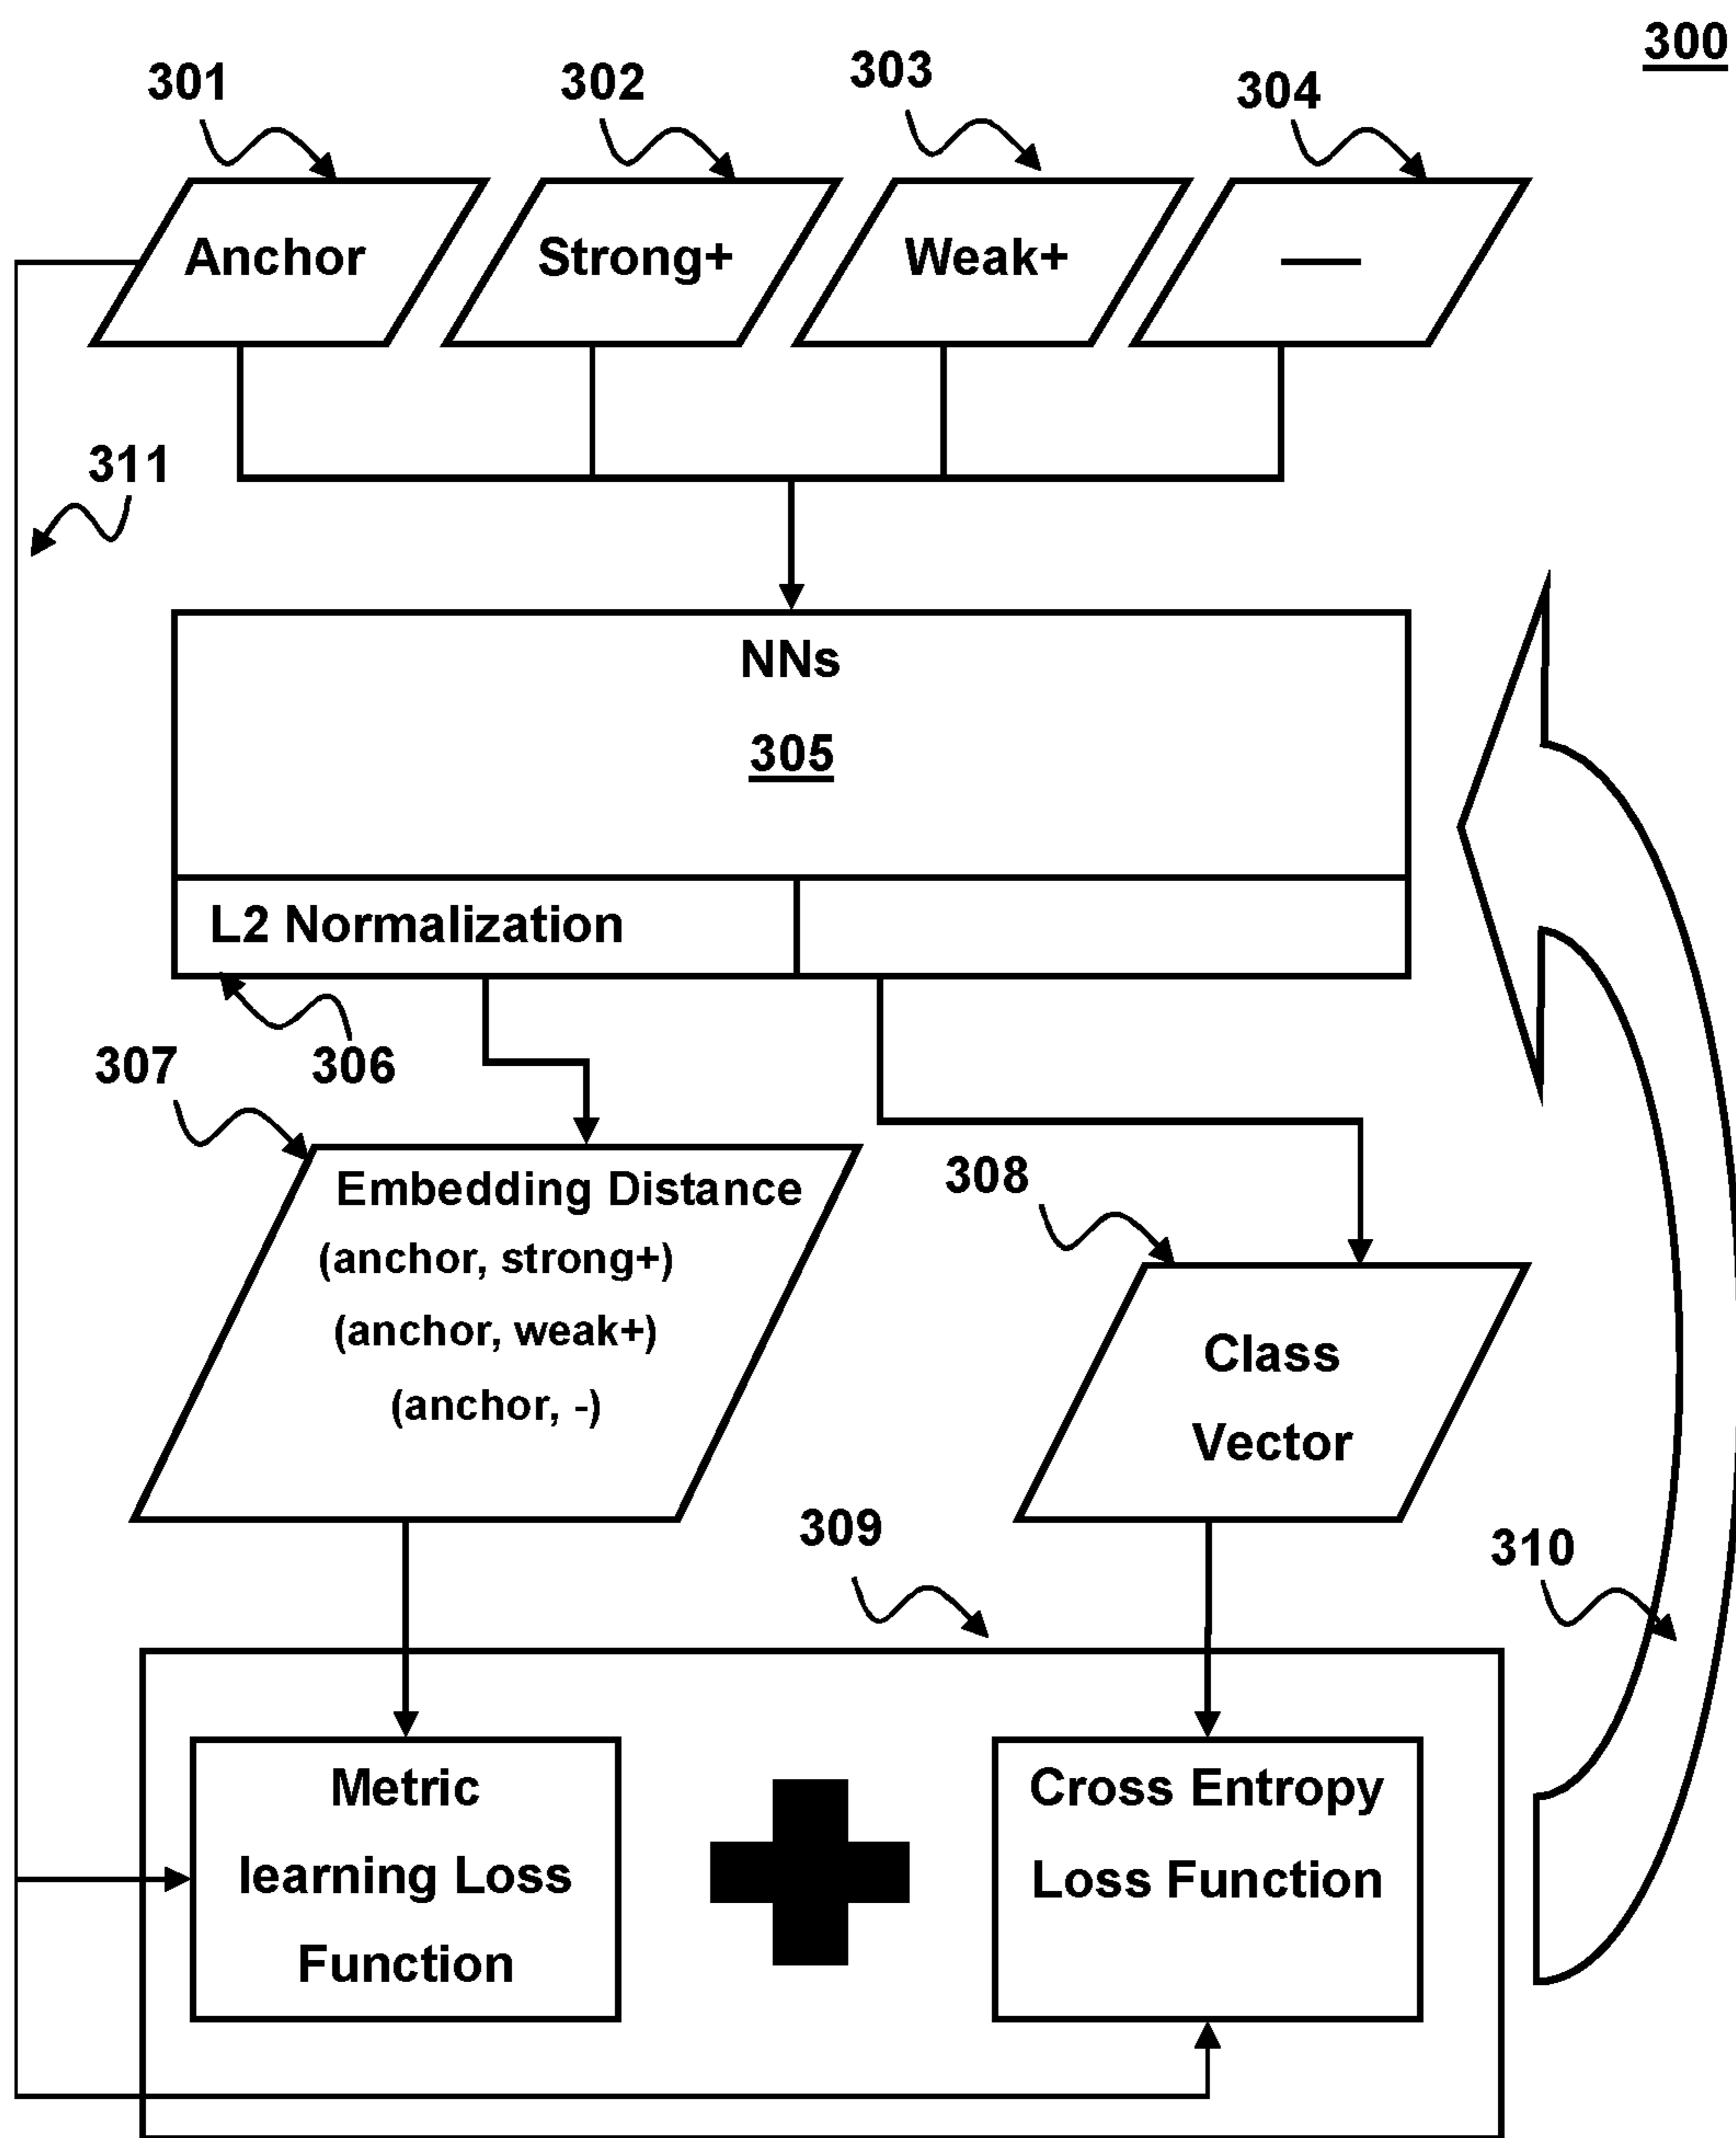 300
301
302
303
304
Anchor
Strong+
Weak+
—
311
NNs
305
L2 Normalization
307
306
308
Embedding Distance
(anchor, strong+)
(anchor, weak+)
(anchor, -)
Class
Vector
309
310
Metric
learning Loss
Function
Cross Entropy
Loss Function